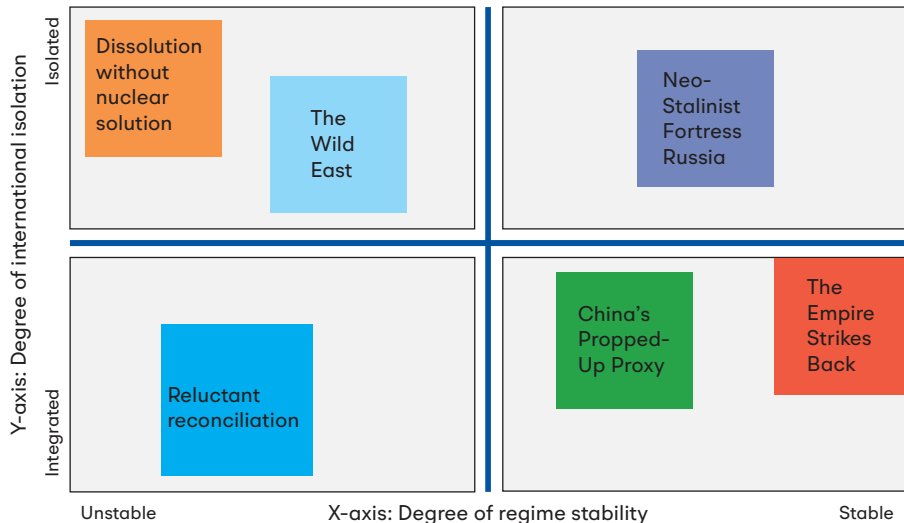 Y-axis: Degree of international isolation
Isolated
Integrated
Dissolution
without
nuclear
solution
The
Wild
East
Neo-
Stalinist
Fortress
Russia
Reluctant
reconciliation
China’s
Propped-
Up Proxy
The
Empire
Strikes
Back
Unstable
X-axis: Degree of regime stability
Stable